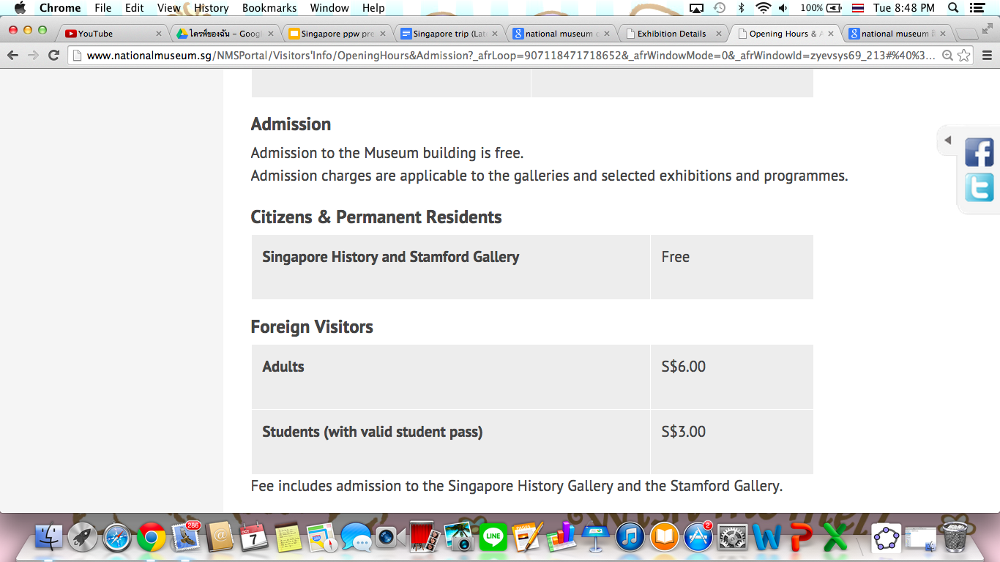 Chrome File Edit View History Bookmarks Window Help 100% Tue 8:48 PM
YouTube ไดรฟ์ของฉัน – Googl Singapore ppw pre Singapore trip (Lat national museum Exhibition Details Opening Hours & A national museum
www.nationalmuseum.sg/NMSPortal/Visitors'Info/OpeningHours&Admission?_afrLoop=907118471718652&_afrWindowMode=0&_afrWindowId=zyevsys69_213#%40%3...
Admission
Admission to the Museum building is free.
Admission charges are applicable to the galleries and selected exhibitions and programmes.
Citizens & Permanent Residents
Singapore History and Stamford Gallery Free
Foreign Visitors
Adults S$6.00
Students (with valid student pass) S$3.00
Fee includes admission to the Singapore History Gallery and the Stamford Gallery.
286 OCT 7 LINE PAGES 2